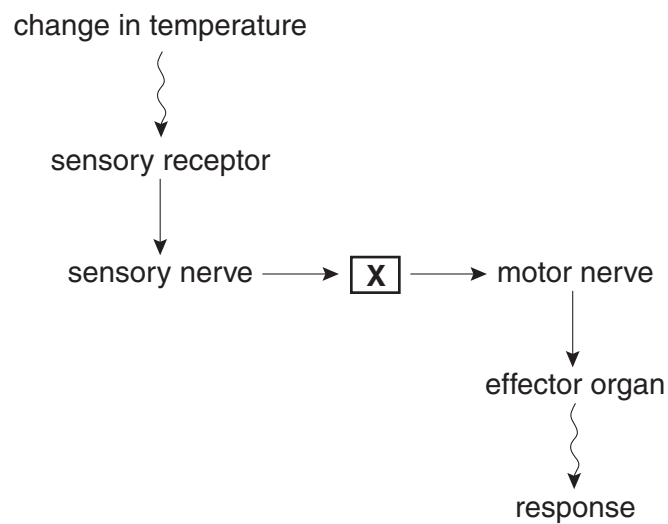 change in temperature
sensory receptor
sensory nerve X motor nerve
effector organ
response